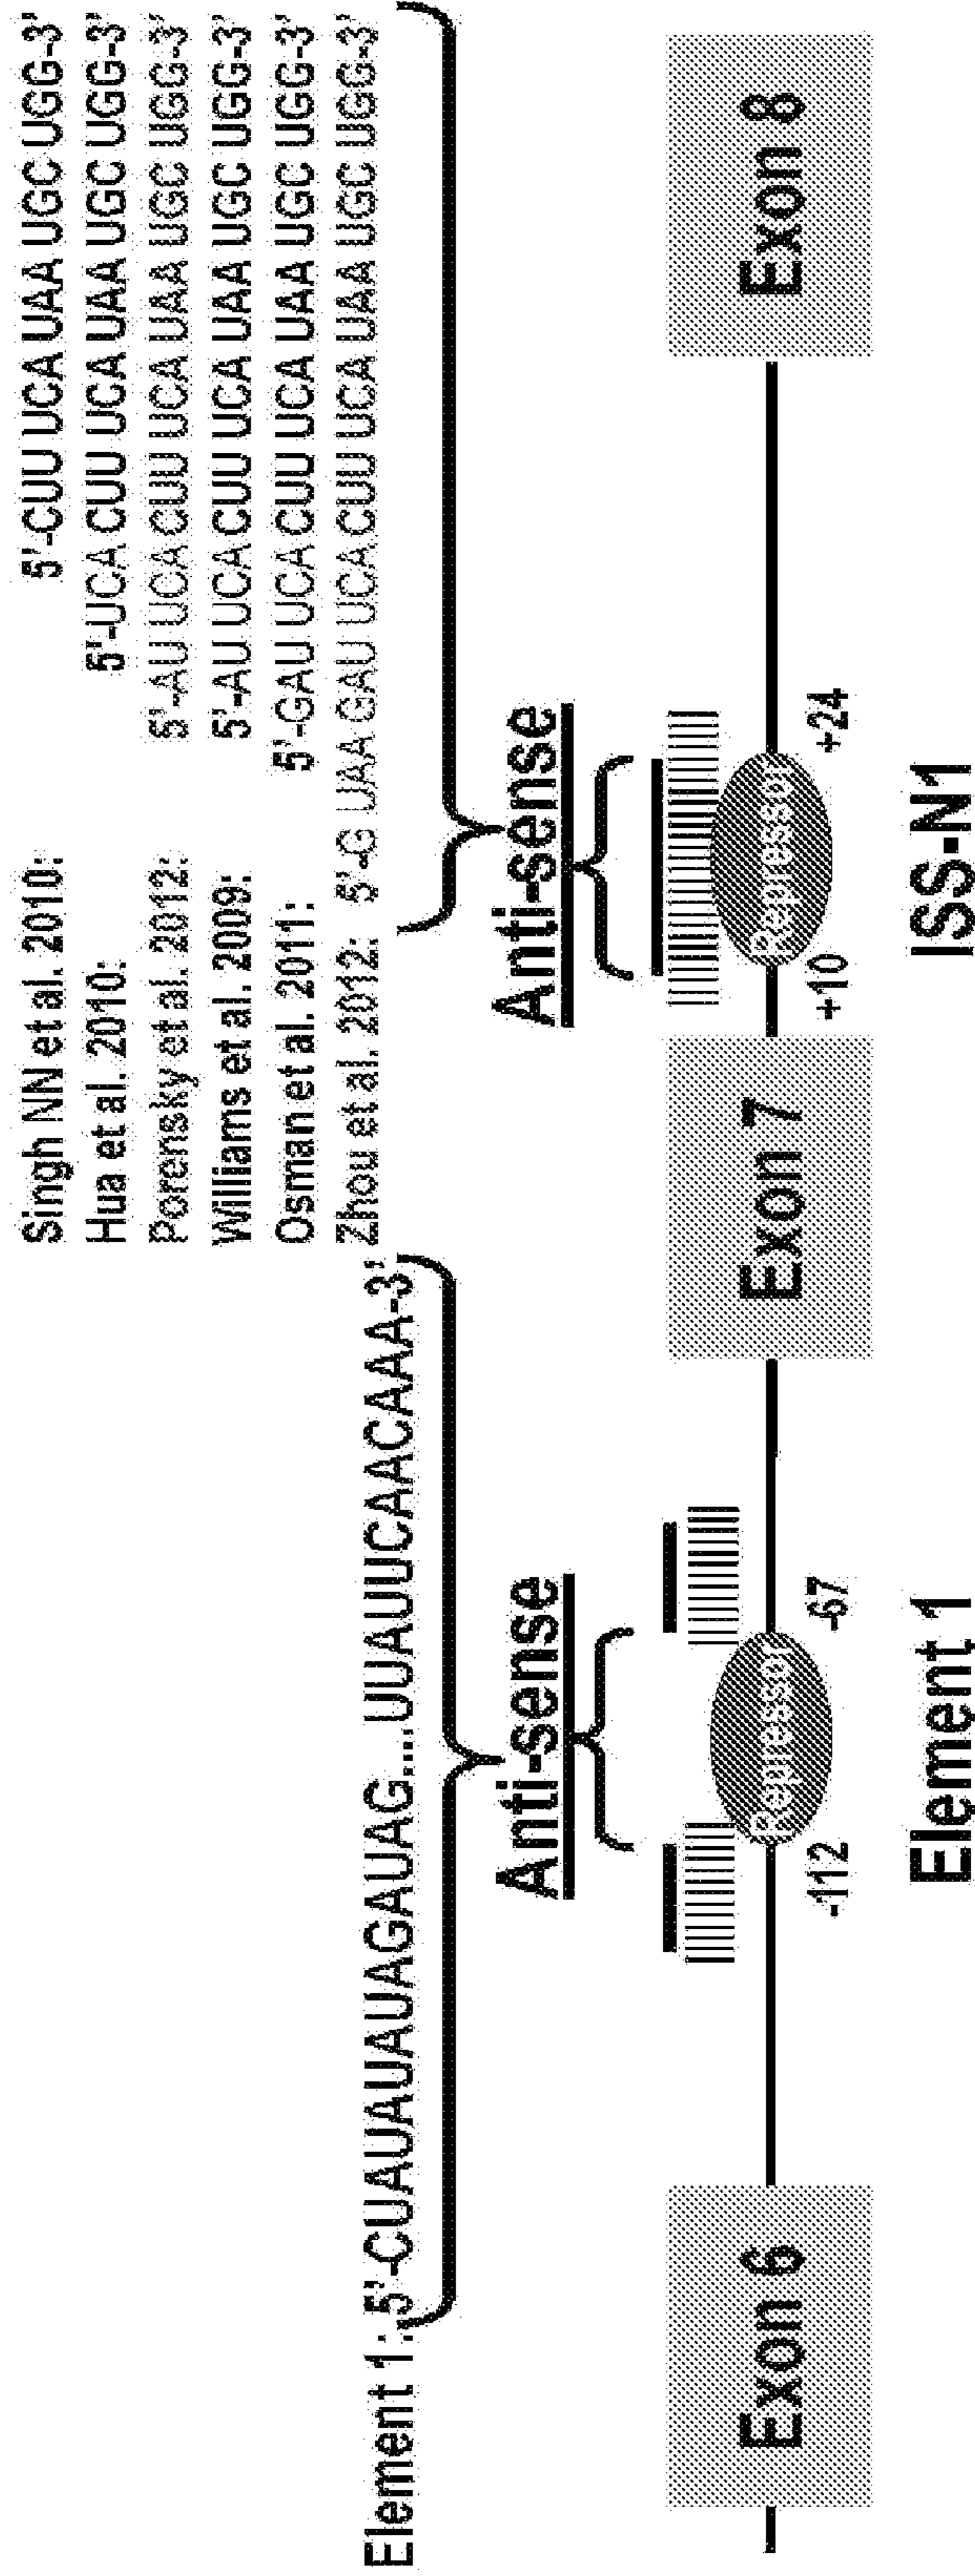 Singh NN et al. 2010: 5'-CUU UCA UAA UGC UGG-3'
Hua et al. 2010: 5'-UCA CUU UCA UAA UGC UGG-3'
Porensky et al. 2012: 5'-AU UCA CUU UCA UAA UGC UGG-3'
Williams et al. 2009: 5'-AU UCA CUU UCA UAA UGC UGG-3'
Osman et al. 2011: 5'-GAU UCA CUU UCA UAA UGC UGG-3'
Element 1: 5'-CUAUAUAUAGAUAG....UUAUUCAACAAA-3' Zhou et al. 2012: 5'-G UAA GAU UCA CUU UCA UAA UGC UGG-3'
Anti-sense Anti-sense
Repressor Repressor
Exon 6 Exon 7 Exon 8
-112 -67 +10 +24
Element 1 ISS-N1